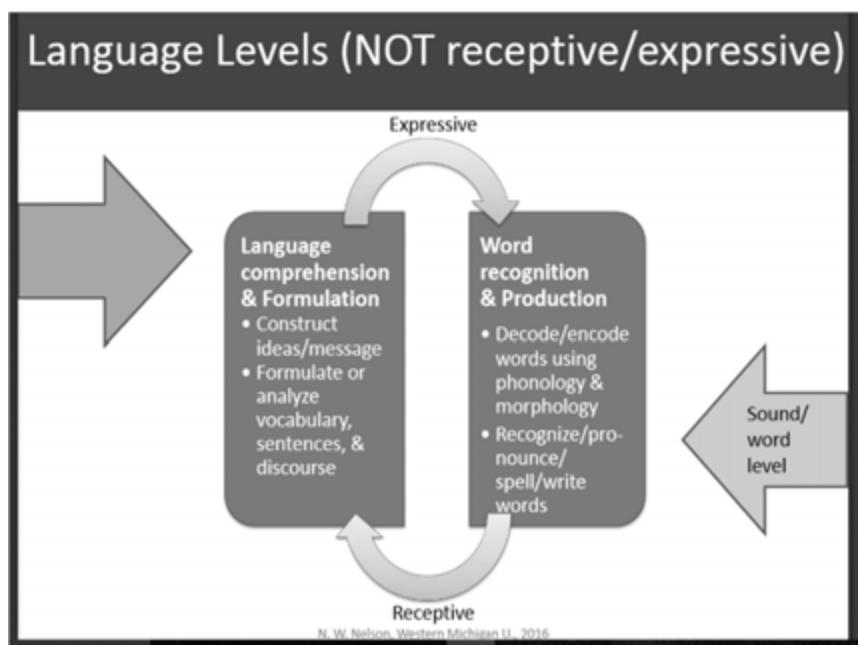 Language Levels (NOT receptive/expressive)
Expressive
Language
comprehension
& Formulation
• Construct
ideas/message
• Formulate or
analyze
vocabulary,
sentences, &
discourse
Word
recognition
& Production
• Decode/encode
words using
phonology &
morphology
• Recognize/pro-
nounce/
spell/write
words
Sound/
word
level
Receptive
N. W. Nelson, Western Michigan U., 2016